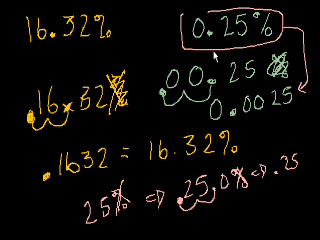 16.32%
0.25%
.16.32%
.00.25%
0.0025
.1632 = 16.32%
25% ⇒ .25.0% ⇒ .25